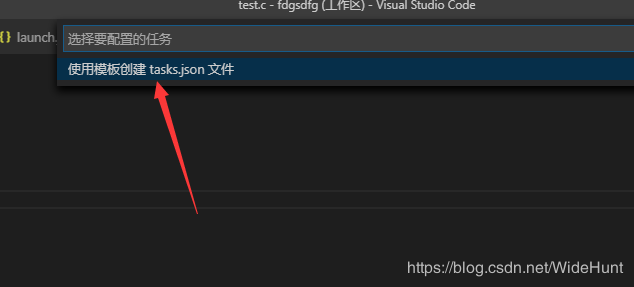 test.c - fdgsdfg (工作区) - Visual Studio Code
{} launch.
选择要配置的任务
使用模板创建 tasks.json 文件
https://blog.csdn.net/WideHunt